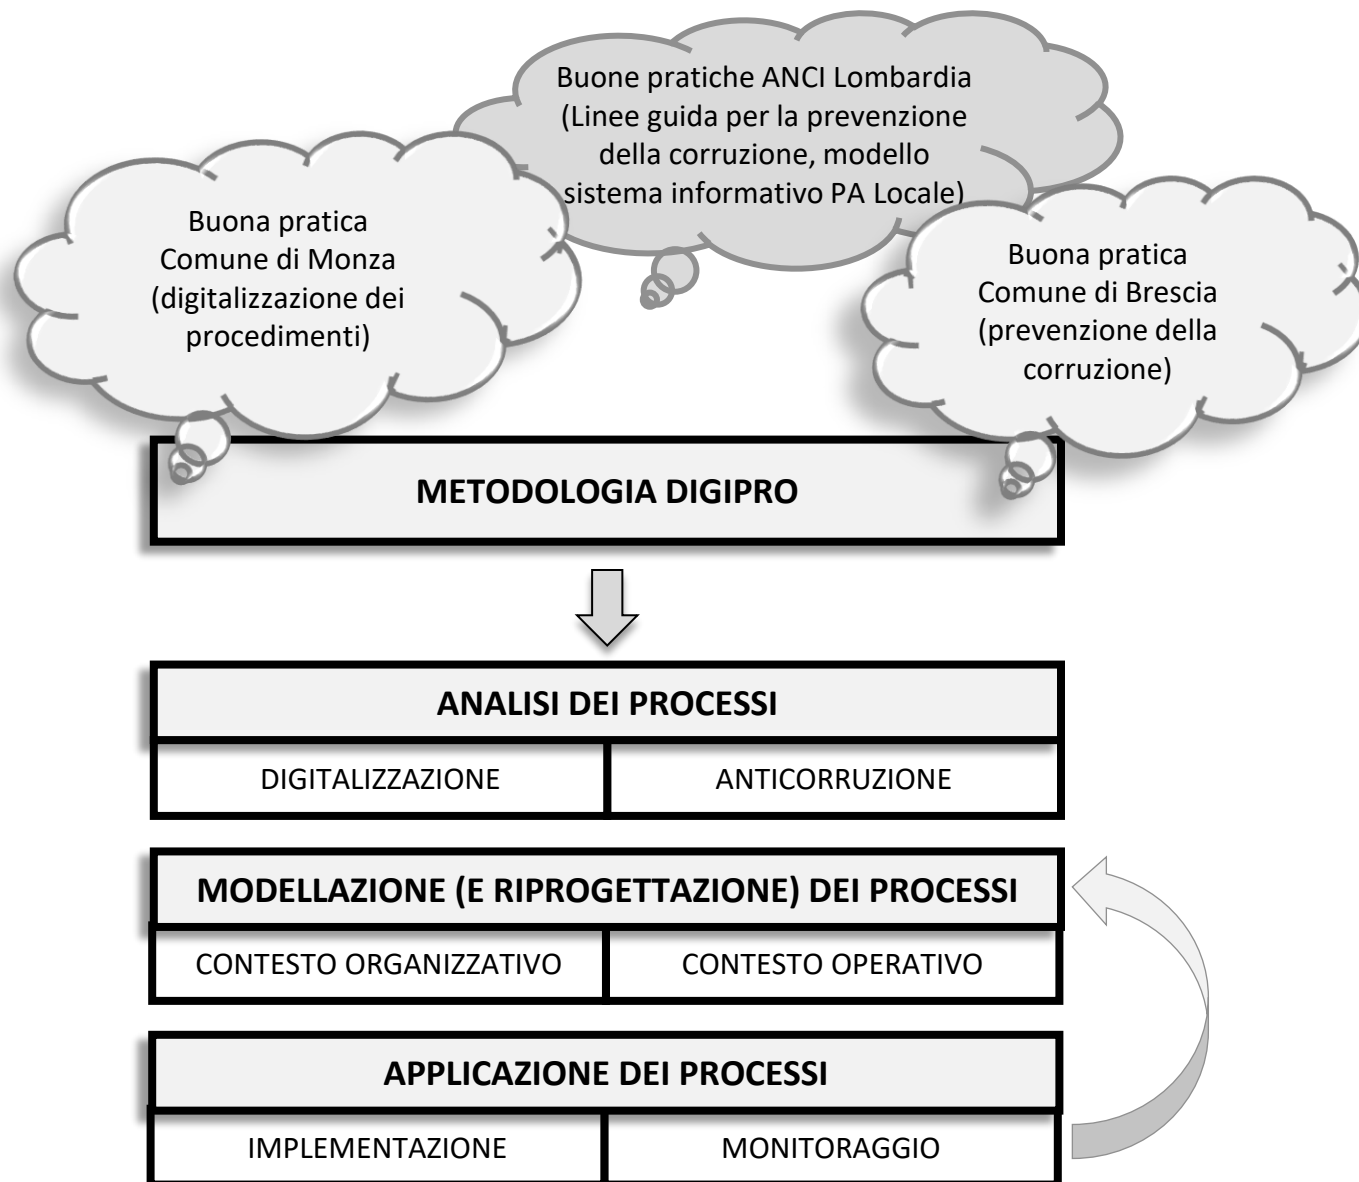 Buone pratiche ANCI Lombardia
(Linee guida per la prevenzione
della corruzione, modello
sistema informativo PA Locale)
Buona pratica
Comune di Monza
(digitalizzazione dei
procedimenti)
Buona pratica
Comune di Brescia
(prevenzione della
corruzione)
METODOLOGIA DIGIPRO
ANALISI DEI PROCESSI
DIGITALIZZAZIONE
ANTICORRUZIONE
MODELLAZIONE (E RIPROGETTAZIONE) DEI PROCESSI
CONTESTO ORGANIZZATIVO
CONTESTO OPERATIVO
APPLICAZIONE DEI PROCESSI
IMPLEMENTAZIONE
MONITORAGGIO